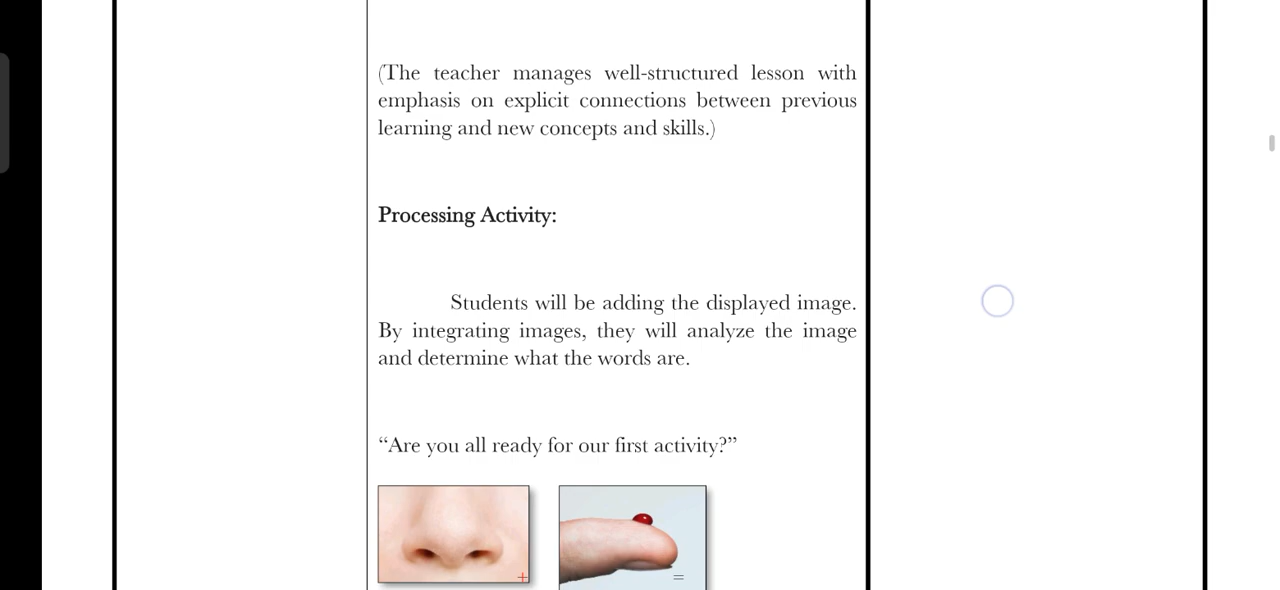 (The teacher manages well-structured lesson with
emphasis on explicit connections between previous
learning and new concepts and skills.)
Processing Activity:
Students will be adding the displayed image.
By integrating images, they will analyze the image
and determine what the words are.
“Are you all ready for our first activity?”
+ =